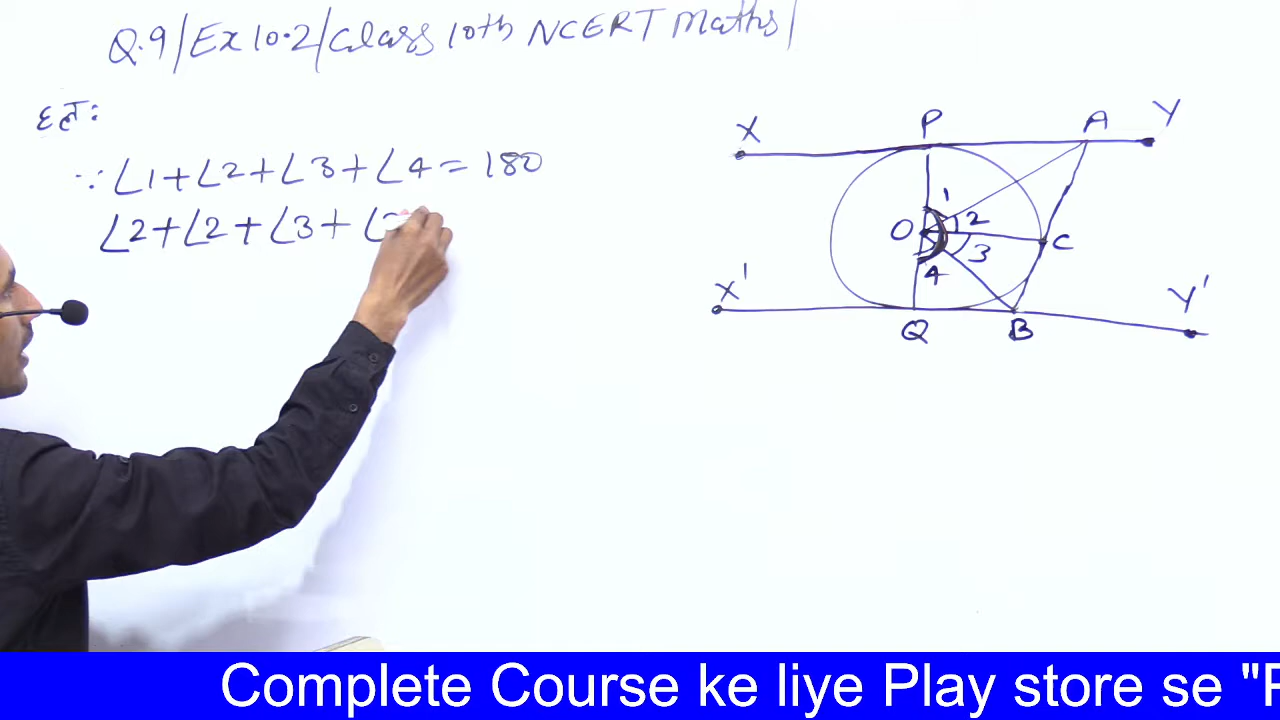 Q.9/Ex 10.2/Class 10th NCERT Maths/
हल:
∵ ∠1+∠2+∠3+∠4=180
∠2+∠2+∠3+∠
X P A Y
1
O 2 C
3
4
X' Y'
Q B
Complete Course ke liye Play store se "